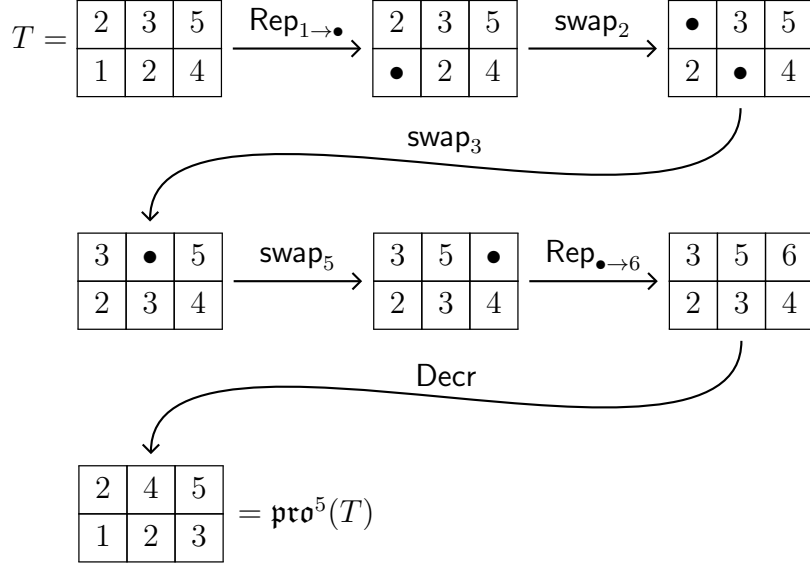 T = 2 3 5 Rep₁→• 2 3 5 swap₂ • 3 5
1 2 4 • 2 4 2 • 4
swap₃
3 • 5 swap₅ 3 5 • Rep•→₆ 3 5 6
2 3 4 2 3 4 2 3 4
Decr
2 4 5
1 2 3 = 𝔭𝔯𝔬⁵(T)